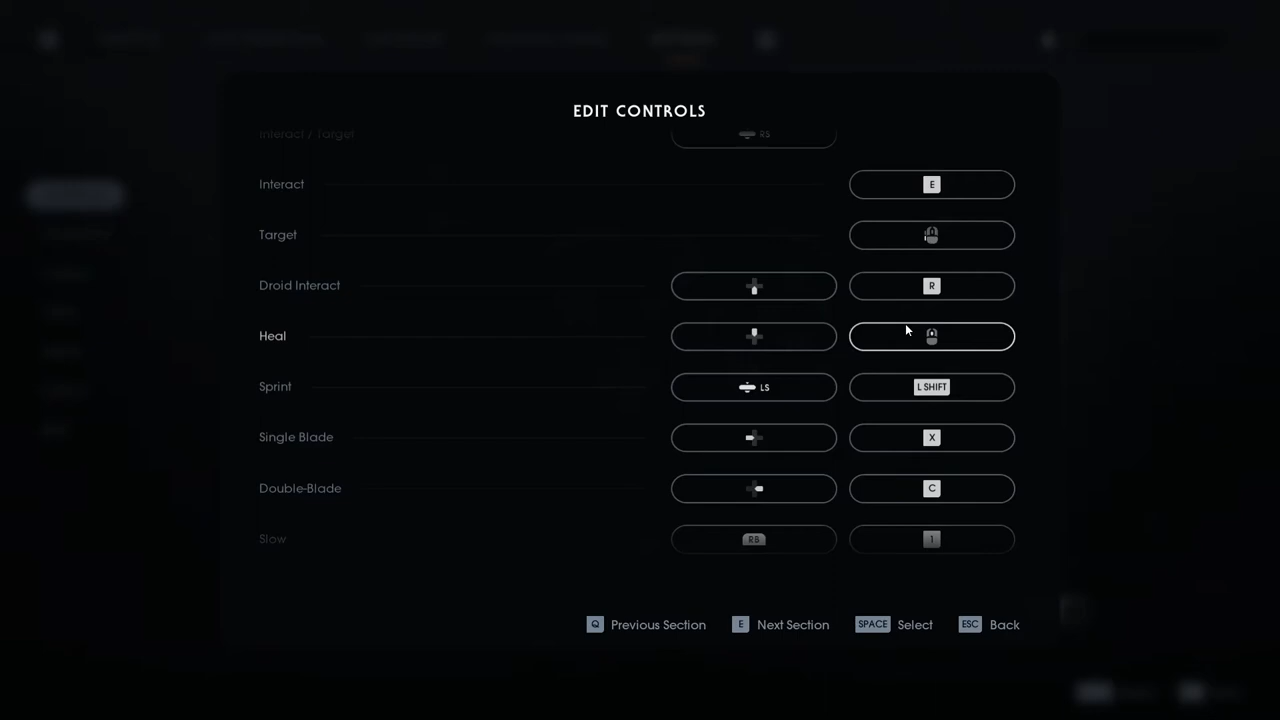 EDIT CONTROLS
Interact / Target RS
Interact E
Target
Droid Interact R
Heal
Sprint LS L SHIFT
Single Blade X
Double-Blade C
Slow RB 1
Q Previous Section E Next Section SPACE Select ESC Back